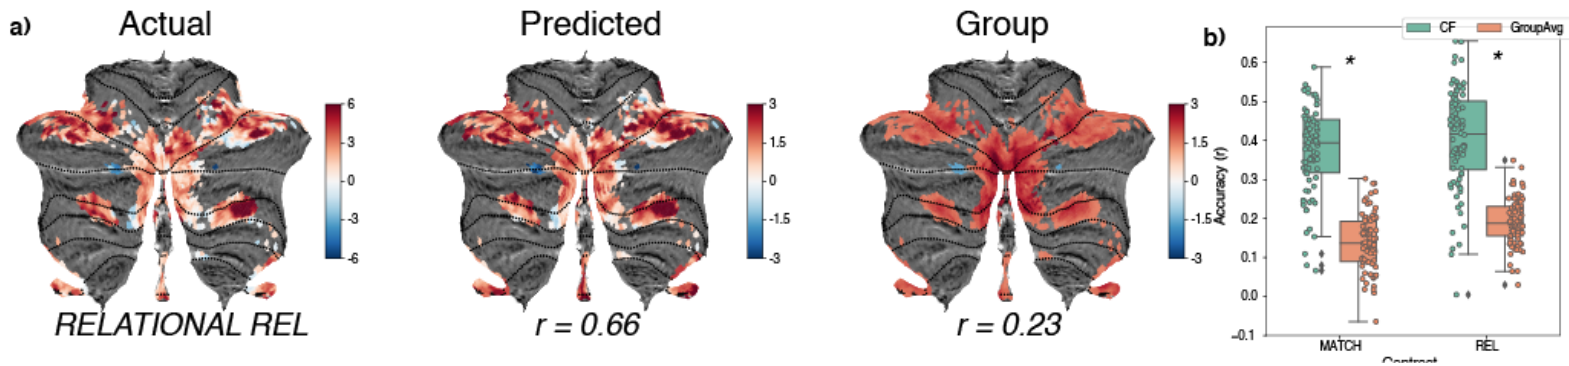 a)
Actual
Predicted
Group
6
3
0
-3
-6
3
1.5
0
-1.5
-3
3
1.5
0
-1.5
-3
RELATIONAL REL
r = 0.66
r = 0.23
b)
CF
GroupAvg
*
*
Accuracy (r)
0.6
0.5
0.4
0.3
0.2
0.1
0.0
-0.1
MATCH
REL
Contrast